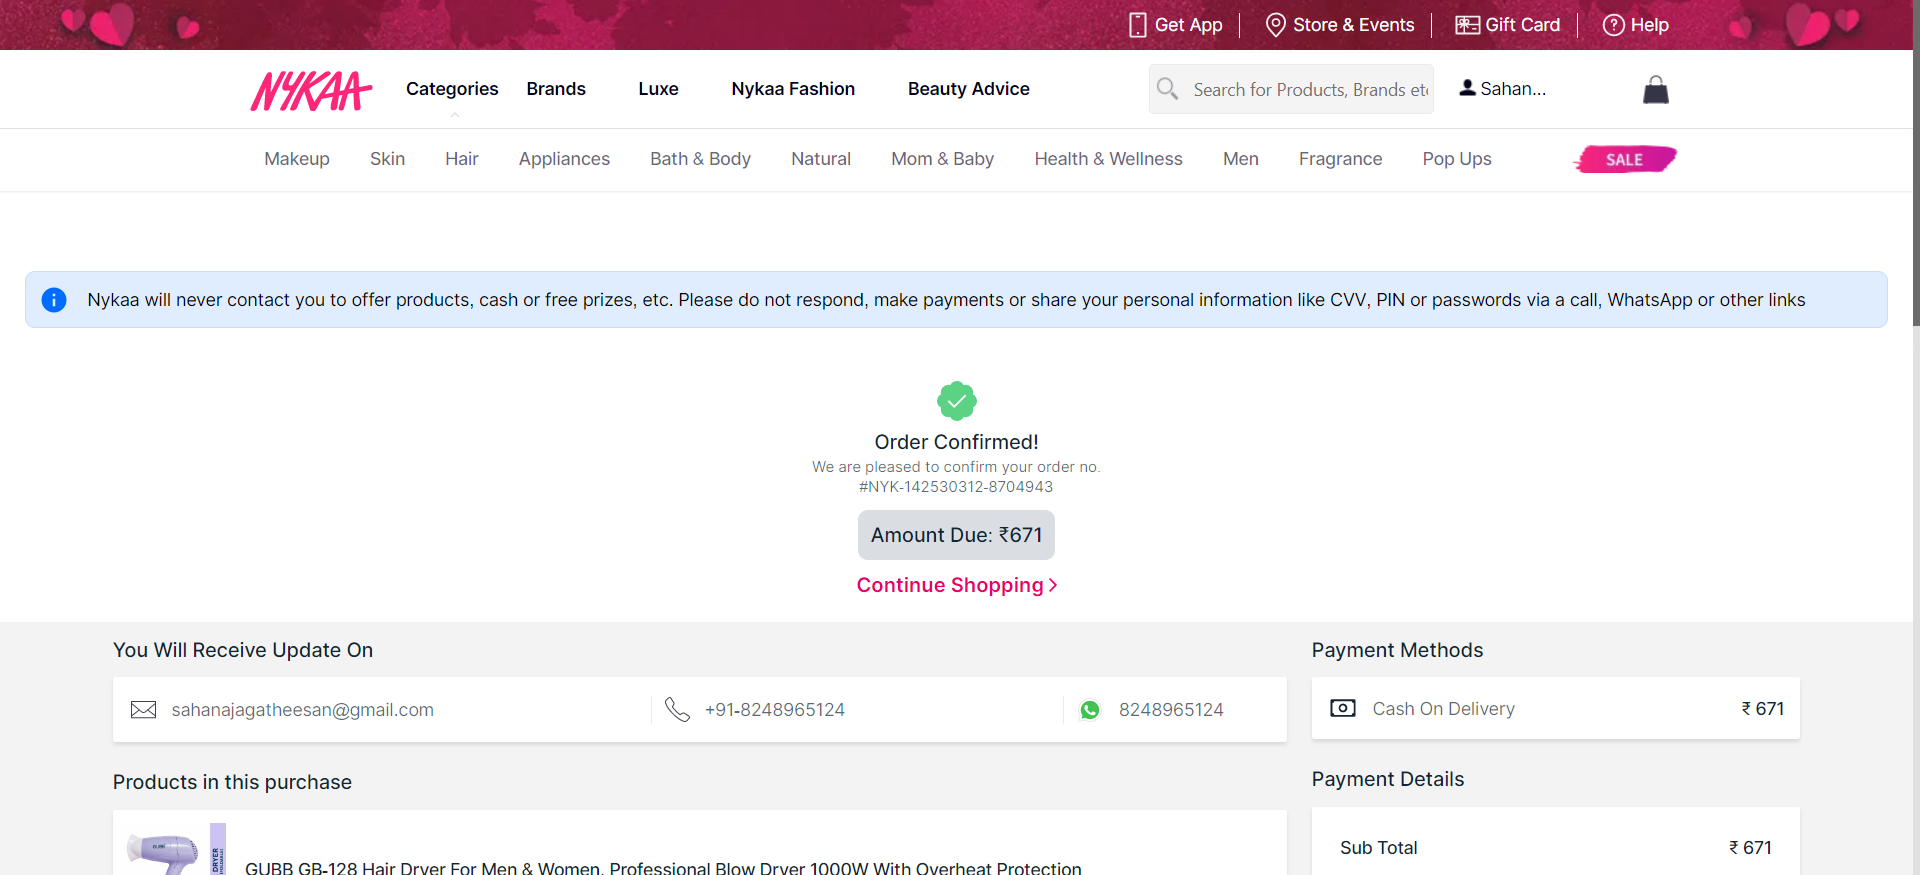 Get App
Store & Events
Gift Card
Help
NYKAA
Categories
Brands
Luxe
Nykaa Fashion
Beauty Advice
Search for Products, Brands etc
Sahan...
Makeup
Skin
Hair
Appliances
Bath & Body
Natural
Mom & Baby
Health & Wellness
Men
Fragrance
Pop Ups
SALE
Nykaa will never contact you to offer products, cash or free prizes, etc. Please do not respond, make payments or share your personal information like CVV, PIN or passwords via a call, WhatsApp or other links
Order Confirmed!
We are pleased to confirm your order no.
#NYK-142530312-8704943
Amount Due: ₹671
Continue Shopping
You Will Receive Update On
sahanajagatheesan@gmail.com
+91-8248965124
8248965124
Payment Methods
Cash On Delivery
₹ 671
Products in this purchase
GUBB
DRYER
GUBB GB-128 Hair Dryer For Men & Women, Professional Blow Dryer 1000W With Overheat Protection
Payment Details
Sub Total
₹ 671